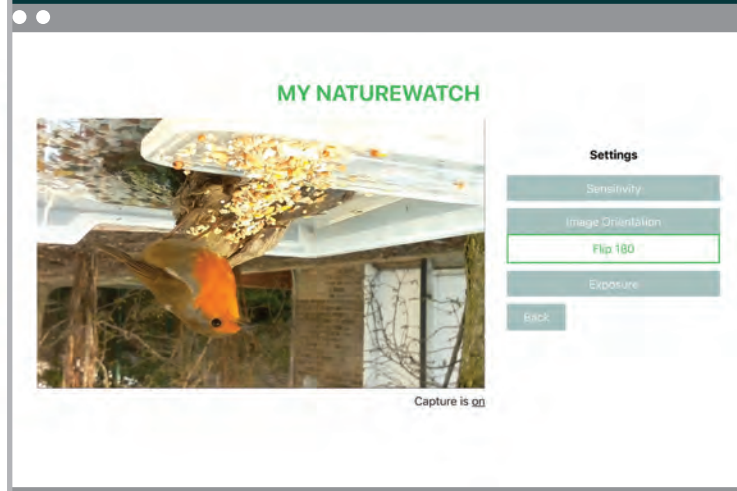 MY NATUREWATCH
Settings
Sensitivity
Image Orientation
Flip 180
Exposure
Back
Capture is on